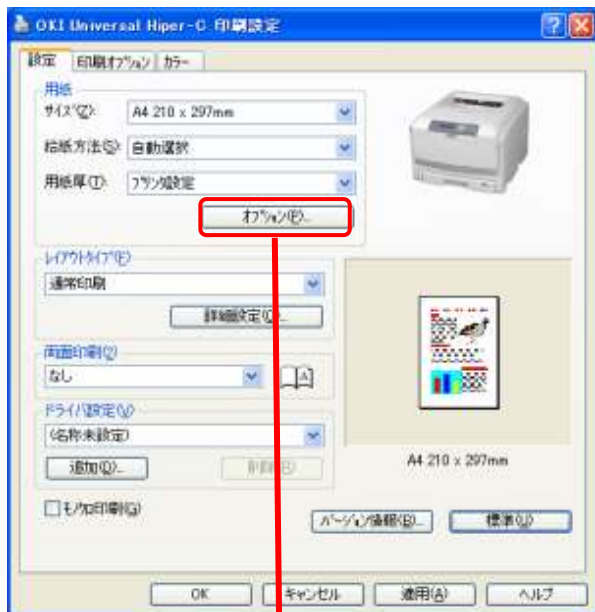 OKI Universal Hiper-C 印刷設定
設定 印刷オプション カラー
用紙
サイズ(Z): A4 210 x 297mm
給紙方法(S): 自動選択
用紙厚(T): プリンタ設定
オプション(P)...
レイアウトタイプ(E)
通常印刷
詳細設定(O)...
両面印刷(2)
なし
ドライバ設定(V)
(名称未設定)
追加(D)... 削除(R)
A4 210 x 297mm
モノクロ印刷(G)
バージョン情報(B)... 標準(U)
OK キャンセル 適用(A) ヘルプ